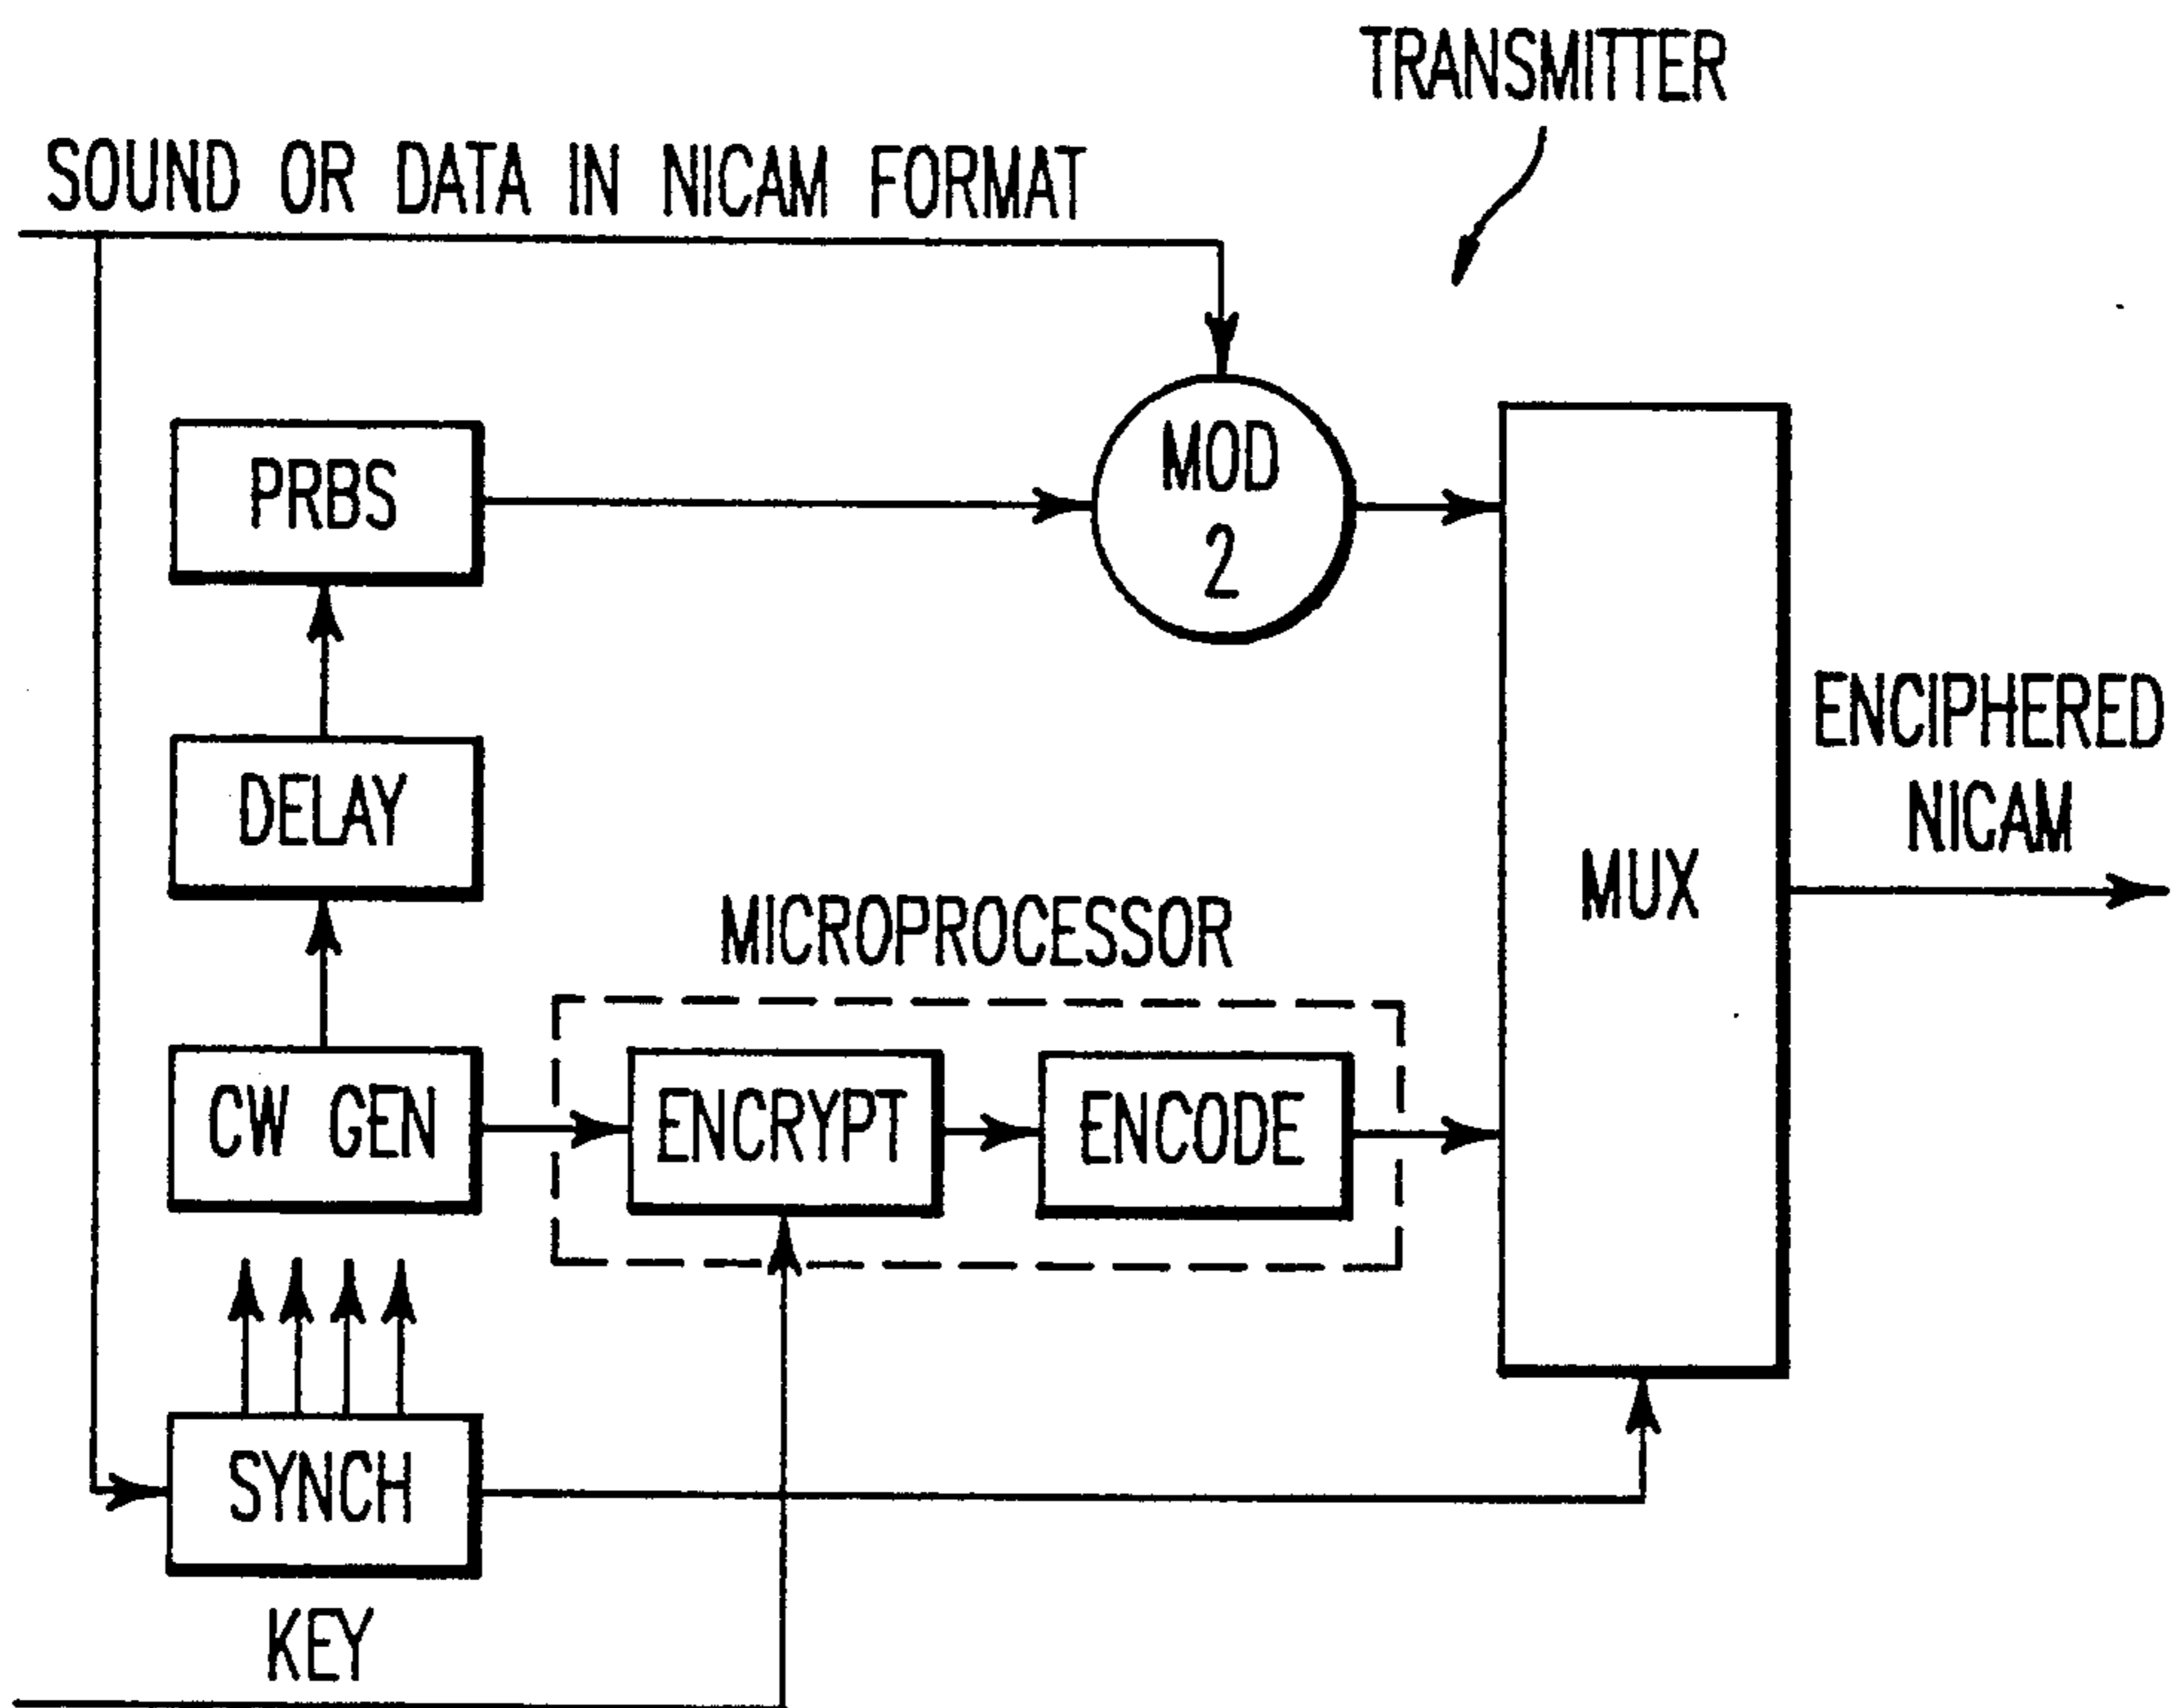 TRANSMITTER
SOUND OR DATA IN NICAM FORMAT
PRBS
MOD
2
ENCIPHERED
NICAM
DELAY
MUX
MICROPROCESSOR
CW GEN
ENCRYPT
ENCODE
SYNCH
KEY